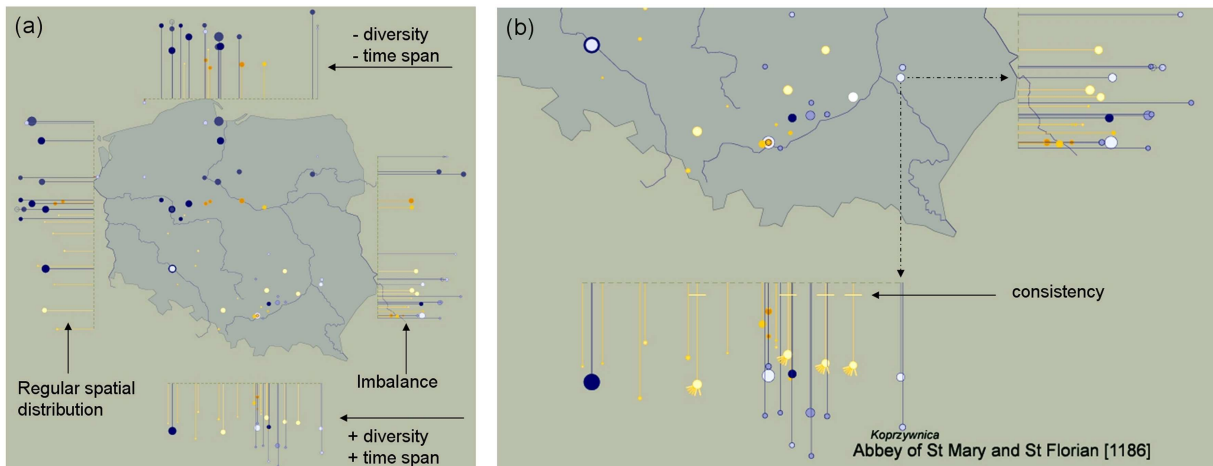 (a)
- diversity
- time span
Regular spatial
distribution
Imbalance
+ diversity
+ time span
(b)
consistency
Koprzywnica
Abbey of St Mary and St Florian [1186]